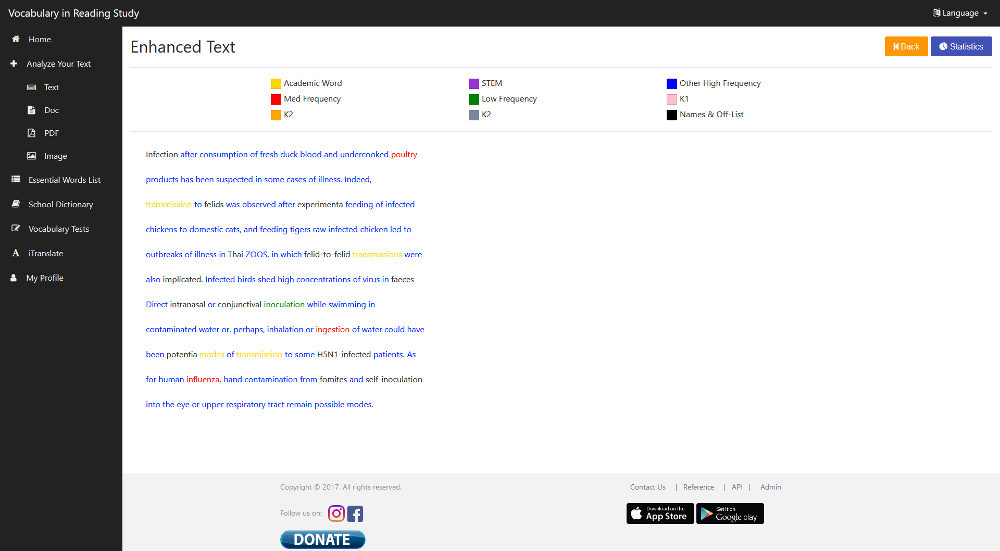 Vocabulary in Reading Study
Language
Home
Analyze Your Text
Text
Doc
PDF
Image
Essential Words List
School Dictionary
Vocabulary Tests
iTranslate
My Profile
Enhanced Text
Back
Statistics
Academic Word
STEM
Other High Frequency
Med Frequency
Low Frequency
K1
K2
K2
Names & Off-List
Infection after consumption of fresh duck blood and undercooked poultry
products has been suspected in some cases of illness. Indeed,
transmission to felids was observed after experimenta feeding of infected
chickens to domestic cats, and feeding tigers raw infected chicken led to
outbreaks of illness in Thai ZOOS, in which felid-to-felid transmissions were
also implicated. Infected birds shed high concentrations of virus in faeces
Direct intranasal or conjunctival inoculation while swimming in
contaminated water or, perhaps, inhalation or ingestion of water could have
been potentia modes of transmission to some H5N1-infected patients. As
for human influenza, hand contamination from fomites and self-inoculation
into the eye or upper respiratory tract remain possible modes.
Copyright © 2017. All rights reserved.
Contact Us | Reference | API | Admin
Follow us on:
Download on the
App Store
Get it on
Google play
DONATE